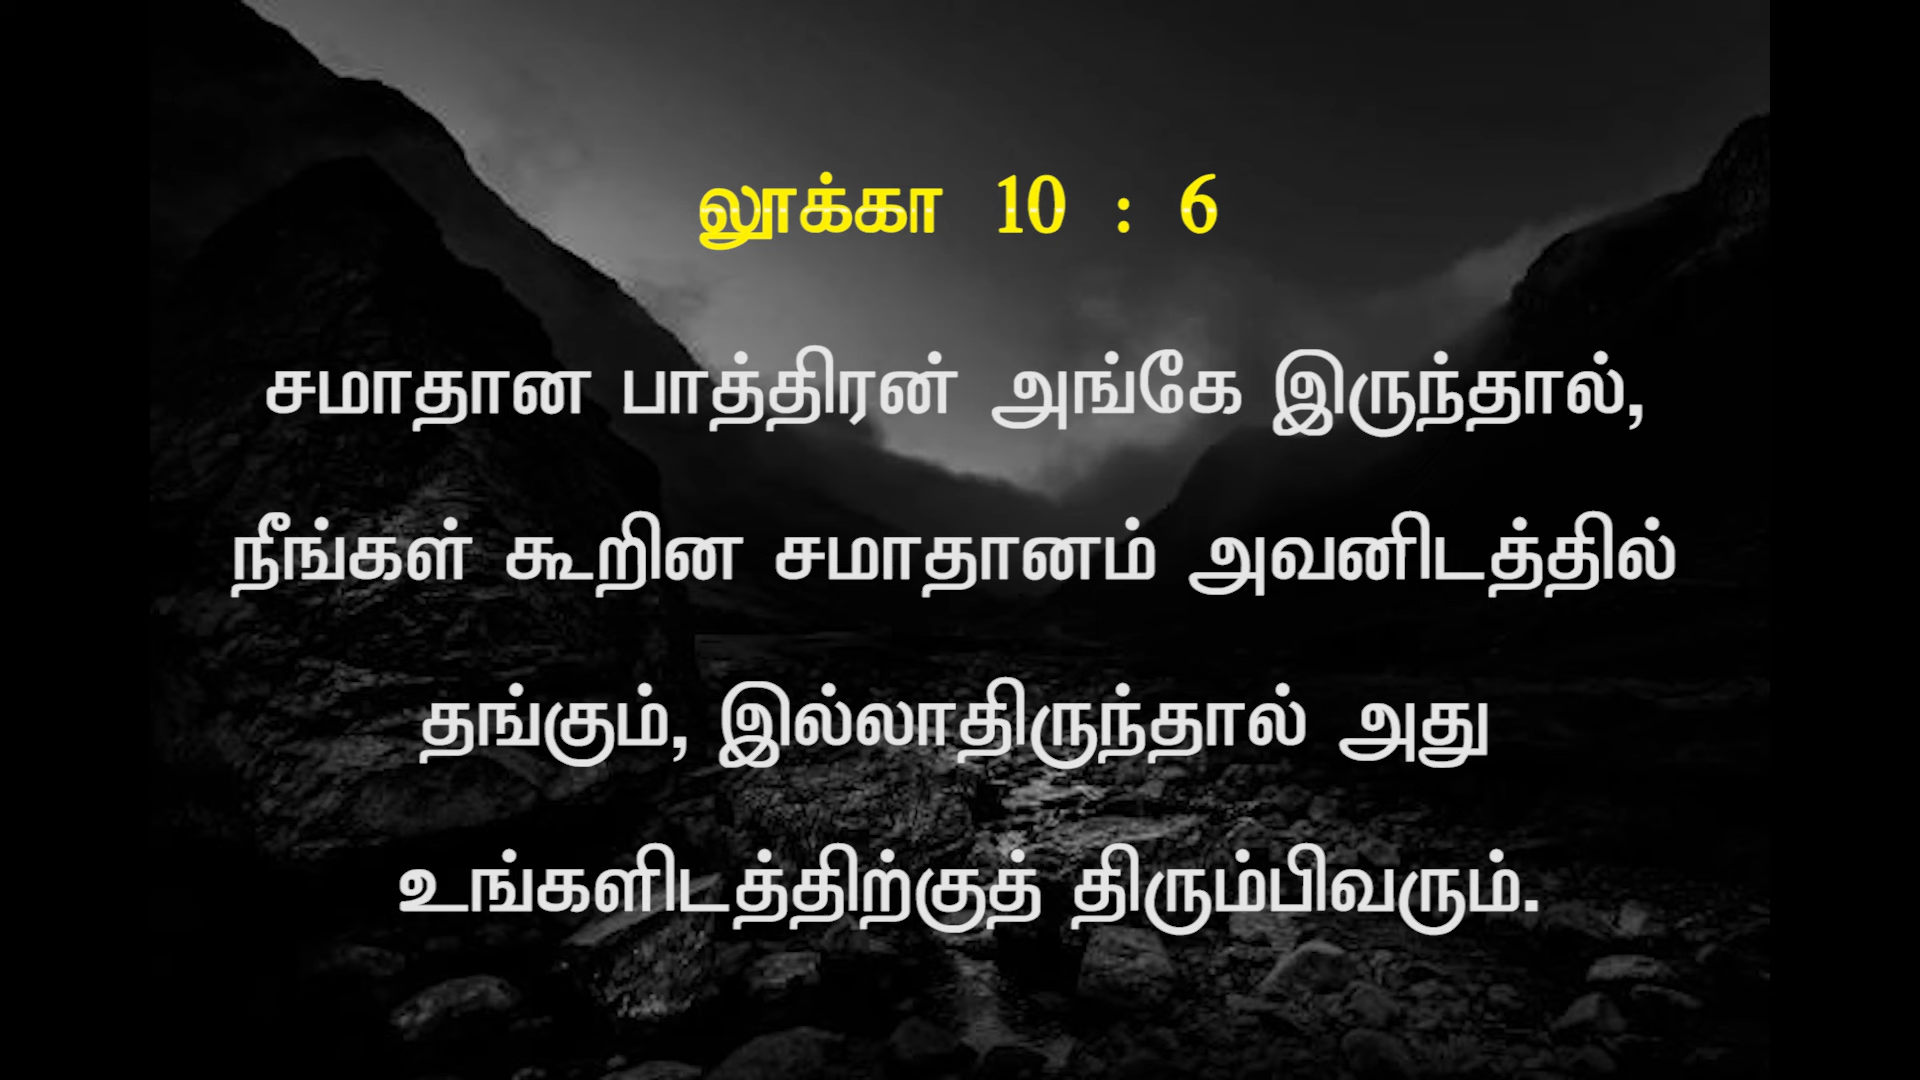 லூக்கா 10 : 6
சமாதான பாத்திரன் அங்கே இருந்தால்,
நீங்கள் கூறின சமாதானம் அவனிடத்தில்
தங்கும், இல்லாதிருந்தால் அது
உங்களிடத்திற்குத் திரும்பிவரும்.